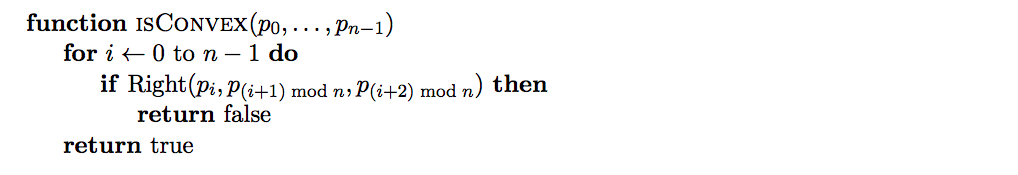 function ISCONVEX(p₀, . . . , pₙ₋₁)
for i ← 0 to n − 1 do
if Right(pᵢ, p₍ᵢ₊₁₎ mod n, p₍ᵢ₊₂₎ mod n) then
return false
return true